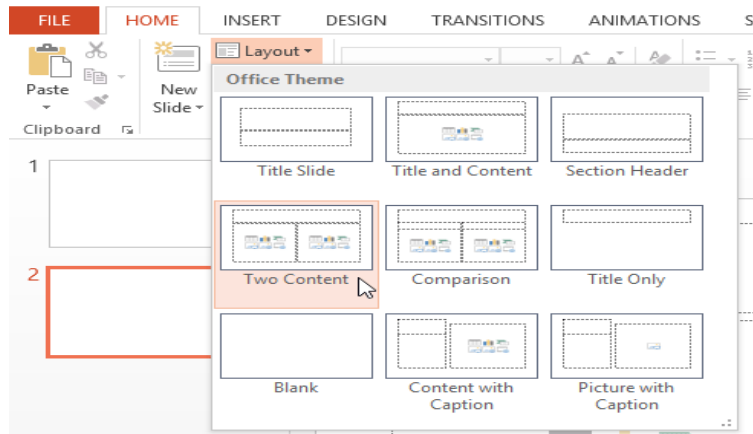 FILE HOME INSERT DESIGN TRANSITIONS ANIMATIONS S
Layout
Paste
New
Slide
Clipboard
Office Theme
Title Slide Title and Content Section Header
Two Content Comparison Title Only
Blank Content with Picture with
Caption Caption
1
2